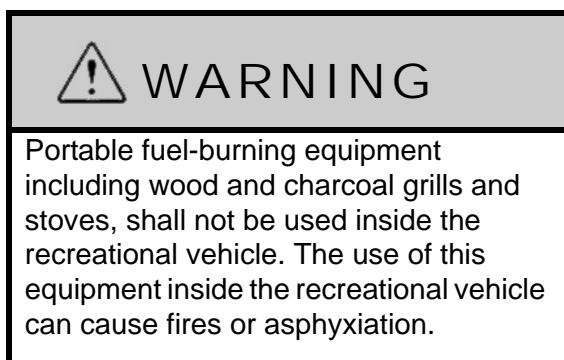 WARNING
Portable fuel-burning equipment
including wood and charcoal grills and
stoves, shall not be used inside the
recreational vehicle. The use of this
equipment inside the recreational vehicle
can cause fires or asphyxiation.